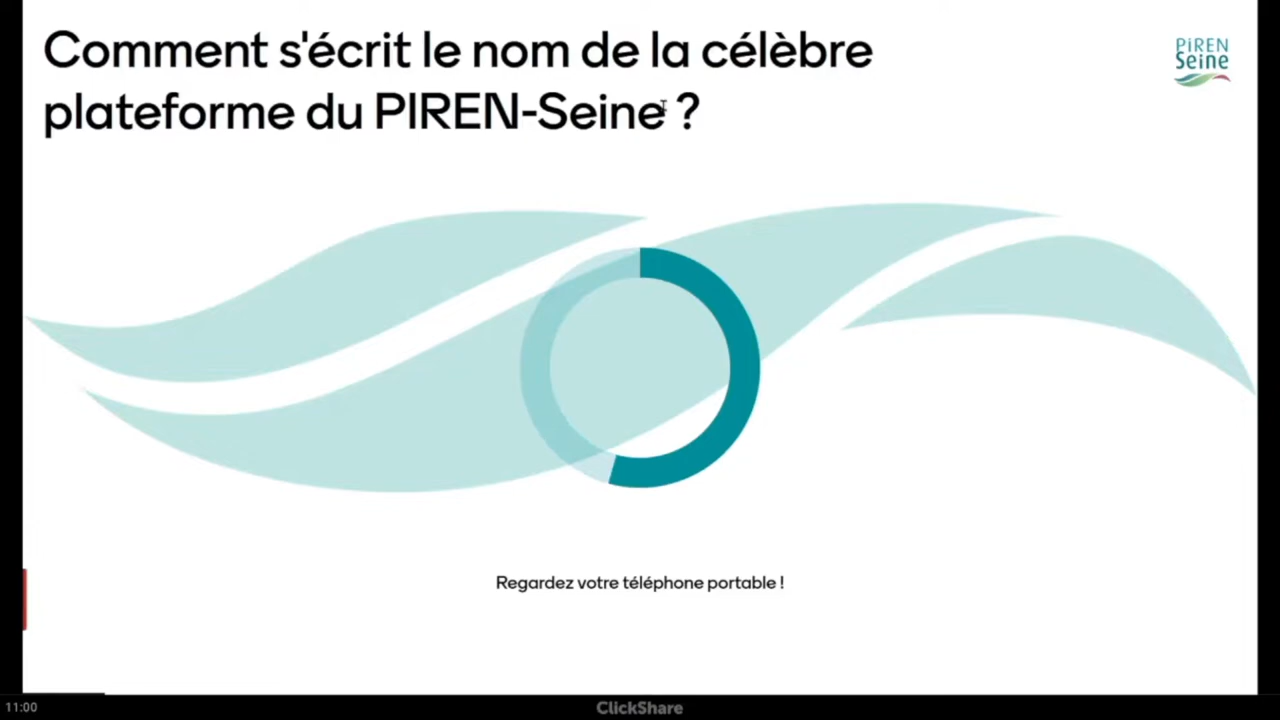 Comment s'écrit le nom de la célèbre
plateforme du PIREN-Seine ?
PiREN
Seine
Regardez votre téléphone portable !
11:00
ClickShare